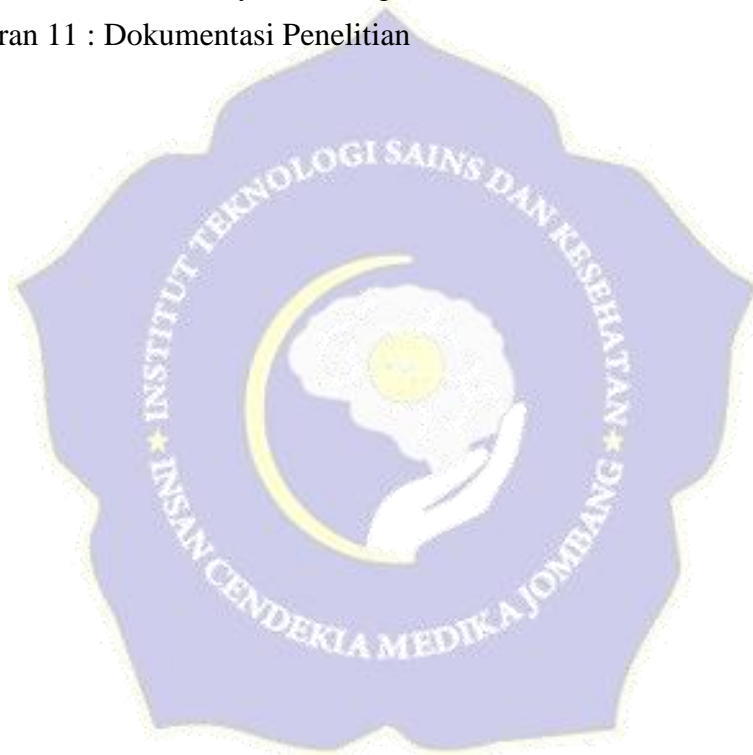 ran 11 : Dokumentasi Penelitian
INSTITUT TEKNOLOGI SAINS DAN KESEHATAN
INSAN CENDEKIA MEDIKA JOMBANG